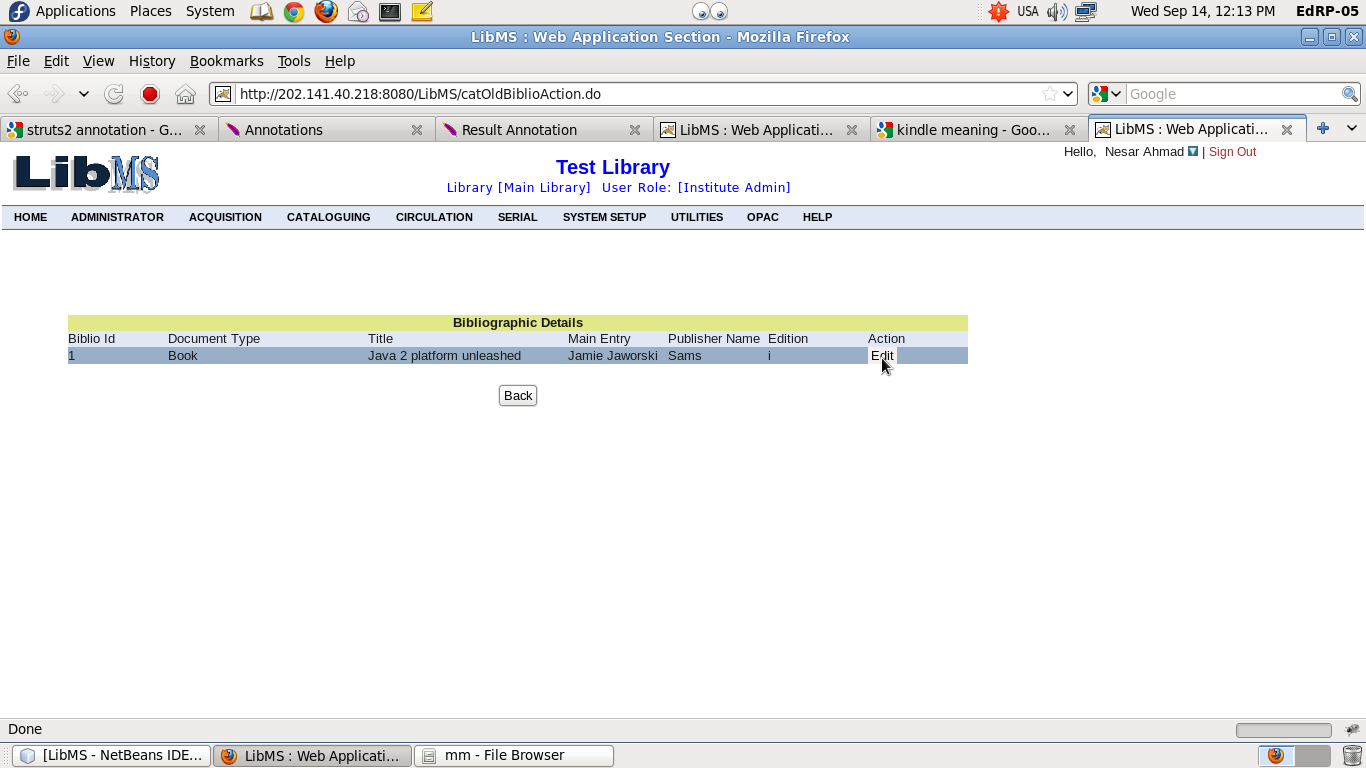 Applications Places System USA Wed Sep 14, 12:13 PM EdRP-05
LibMS : Web Application Section - Mozilla Firefox
File Edit View History Bookmarks Tools Help
http://202.141.40.218:8080/LibMS/catOldBiblioAction.do Google
struts2 annotation - G... Annotations Result Annotation LibMS : Web Applicati... kindle meaning - Goo... LibMS : Web Applicati...
Hello, Nesar Ahmad | Sign Out
LibMS
Test Library
Library [Main Library] User Role: [Institute Admin]
HOME ADMINISTRATOR ACQUISITION CATALOGUING CIRCULATION SERIAL SYSTEM SETUP UTILITIES OPAC HELP
Bibliographic Details
Biblio Id Document Type Title Main Entry Publisher Name Edition Action
1 Book Java 2 platform unleashed Jamie Jaworski Sams i Edit
Back
Done
[LibMS - NetBeans IDE... LibMS : Web Applicati... mm - File Browser